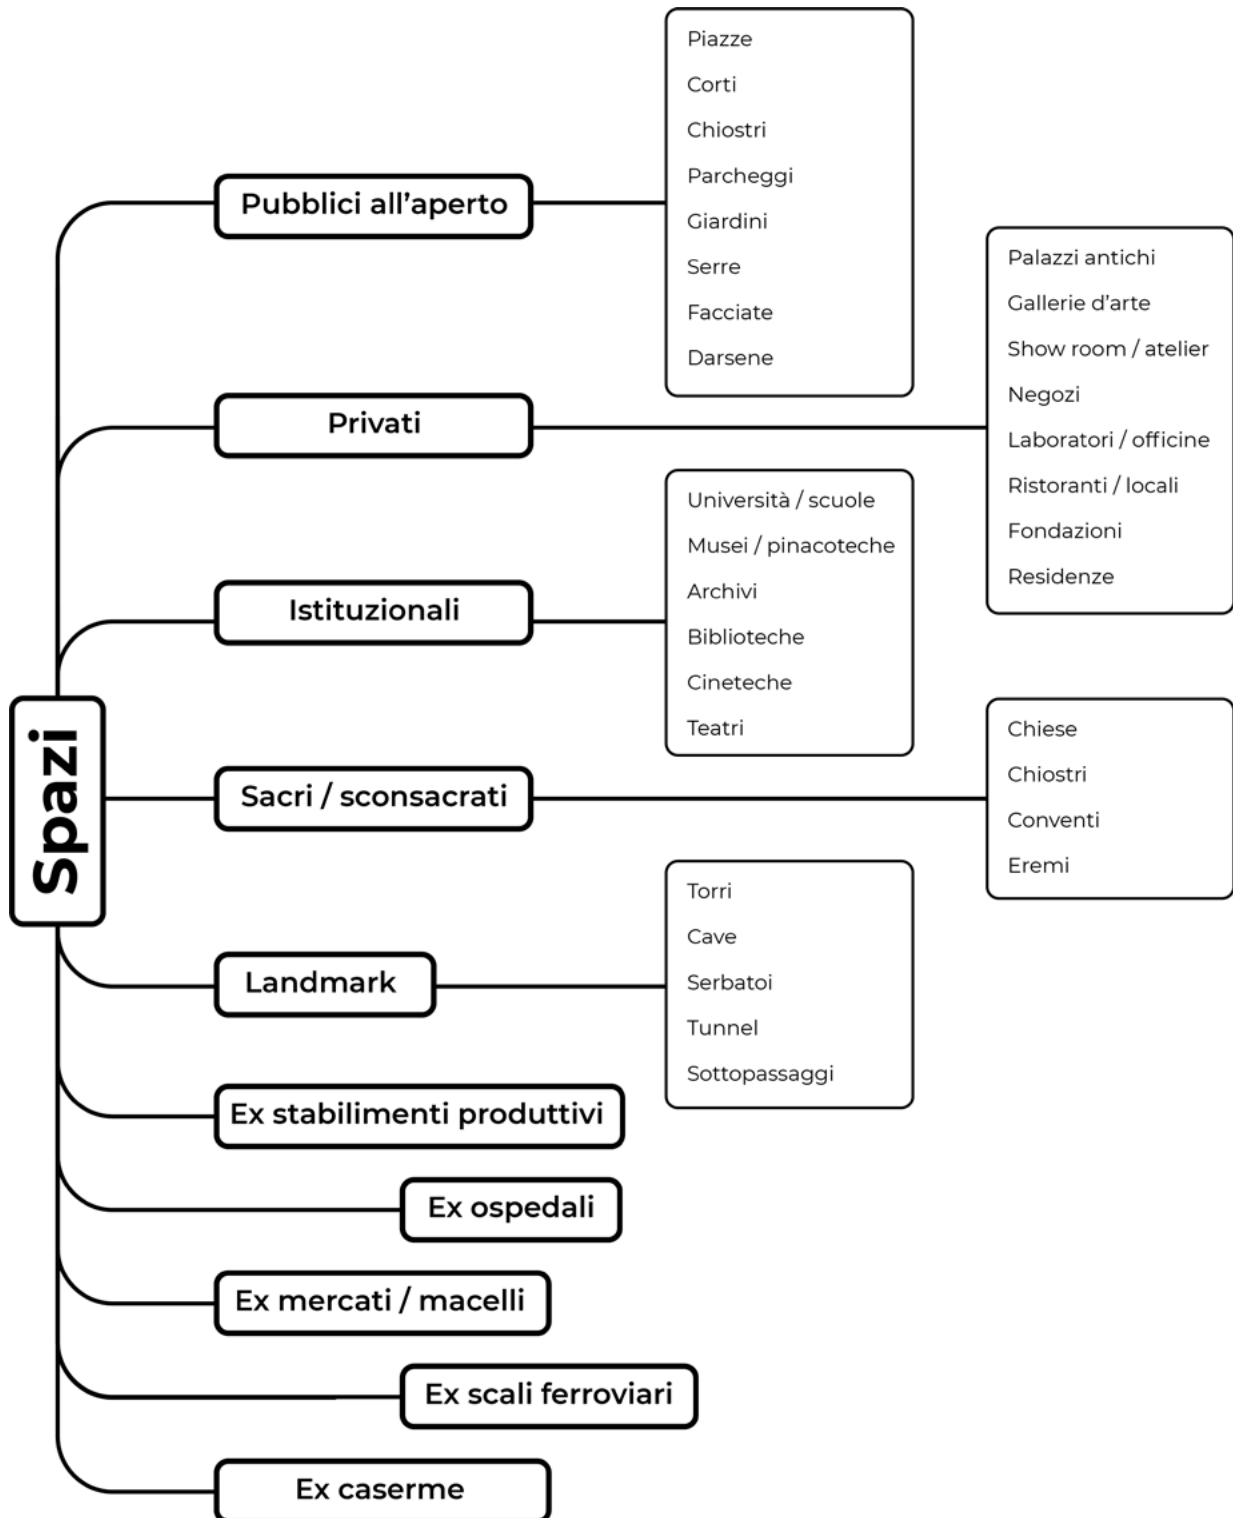 Spazi
Pubblici all’aperto
Piazze
Corti
Chiostri
Parcheggi
Giardini
Serre
Facciate
Darsene
Privati
Palazzi antichi
Gallerie d’arte
Show room / atelier
Negozi
Laboratori / officine
Ristoranti / locali
Fondazioni
Residenze
Istituzionali
Università / scuole
Musei / pinacoteche
Archivi
Biblioteche
Cineteche
Teatri
Sacri / sconsacrati
Chiese
Chiostri
Conventi
Eremi
Landmark
Torri
Cave
Serbatoi
Tunnel
Sottopassaggi
Ex stabilimenti produttivi
Ex ospedali
Ex mercati / macelli
Ex scali ferroviari
Ex caserme